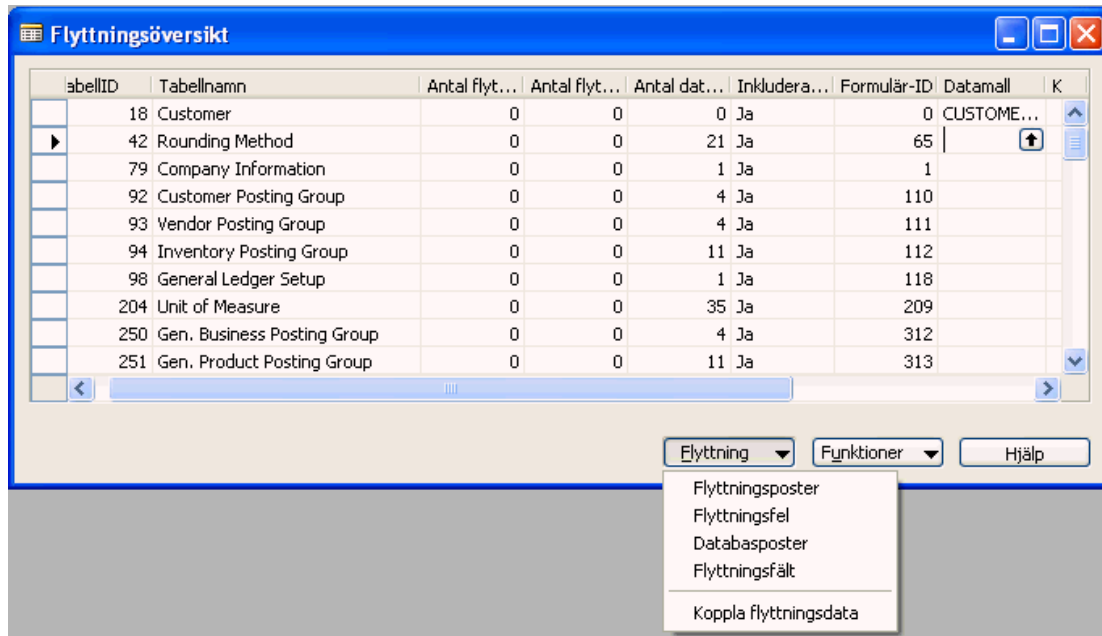 Flyttningsöversikt
abellID Tabellnamn Antal flyt... Antal flyt... Antal dat... Inkludera... Formulär-ID Datamall K
18 Customer 0 0 0 Ja 0 CUSTOME...
42 Rounding Method 0 0 21 Ja 65
79 Company Information 0 0 1 Ja 1
92 Customer Posting Group 0 0 4 Ja 110
93 Vendor Posting Group 0 0 4 Ja 111
94 Inventory Posting Group 0 0 11 Ja 112
98 General Ledger Setup 0 0 1 Ja 118
204 Unit of Measure 0 0 35 Ja 209
250 Gen. Business Posting Group 0 0 4 Ja 312
251 Gen. Product Posting Group 0 0 11 Ja 313
Flyttning Funktioner Hjälp
Flyttningsposter
Flyttningsfel
Databasposter
Flyttningsfält
Koppla flyttningsdata